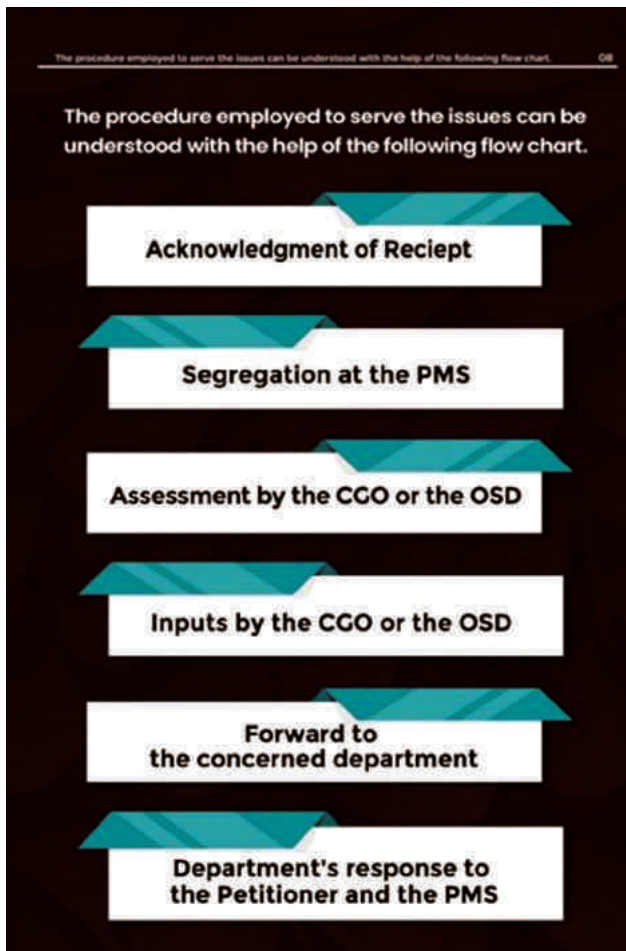 The procedure employed to serve the issues can be understood with the help of the following flow chart. 08
The procedure employed to serve the issues can be
understood with the help of the following flow chart.
Acknowledgment of Reciept
Segregation at the PMS
Assessment by the CGO or the OSD
Inputs by the CGO or the OSD
Forward to
the concerned department
Department's response to
the Petitioner and the PMS